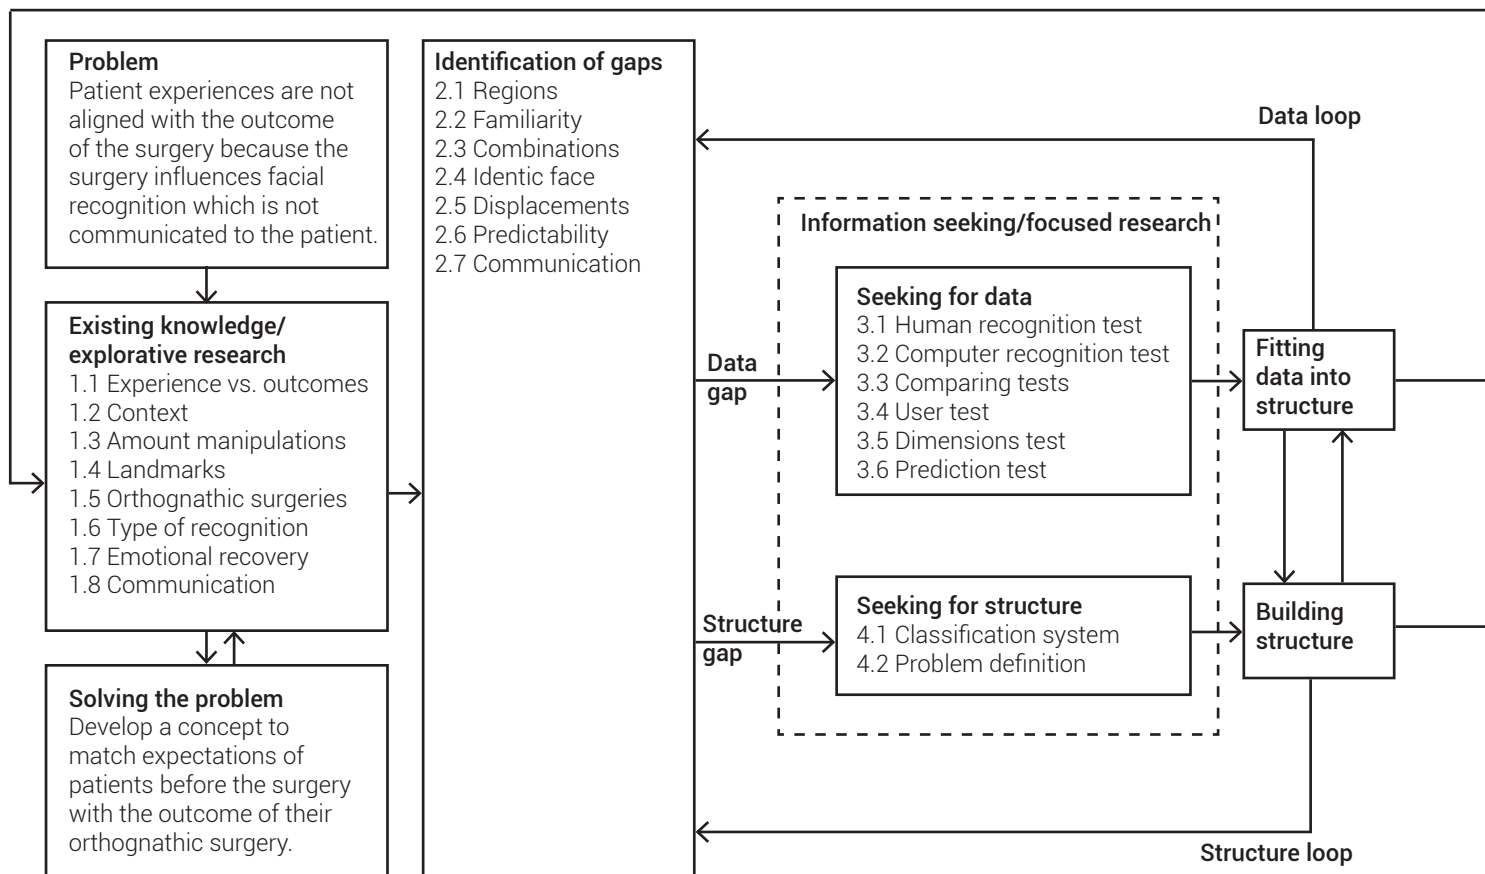 Problem
Patient experiences are not
aligned with the outcome
of the surgery because the
surgery influences facial
recognition which is not
communicated to the patient.
Existing knowledge/
explorative research
1.1 Experience vs. outcomes
1.2 Context
1.3 Amount manipulations
1.4 Landmarks
1.5 Orthognathic surgeries
1.6 Type of recognition
1.7 Emotional recovery
1.8 Communication
Solving the problem
Develop a concept to
match expectations of
patients before the surgery
with the outcome of their
orthognathic surgery.
Identification of gaps
2.1 Regions
2.2 Familiarity
2.3 Combinations
2.4 Identic face
2.5 Displacements
2.6 Predictability
2.7 Communication
Data
gap
Structure
gap
Data loop
Information seeking/focused research
Seeking for data
3.1 Human recognition test
3.2 Computer recognition test
3.3 Comparing tests
3.4 User test
3.5 Dimensions test
3.6 Prediction test
Seeking for structure
4.1 Classification system
4.2 Problem definition
Fitting
data into
structure
Building
structure
Structure loop